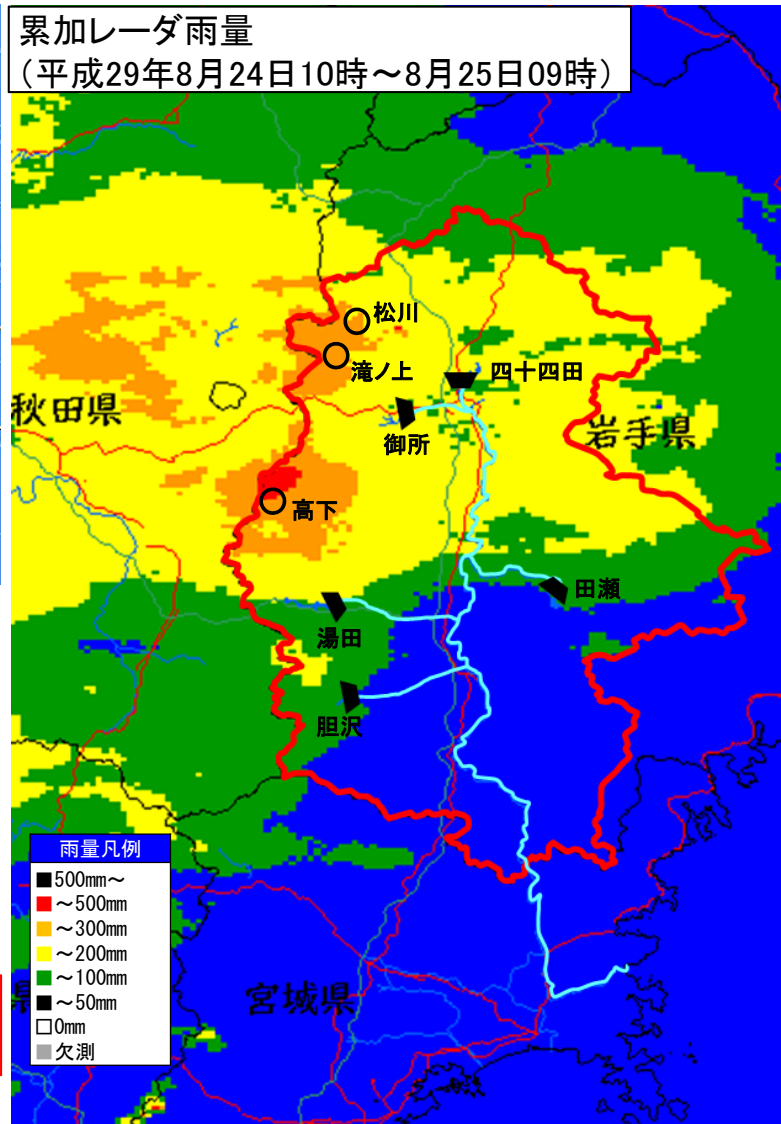 累加レーダ雨量
（平成29年8月24日10時～8月25日09時）
松川
滝ノ上
四十四田
秋田県
御所
岩手県
高下
田瀬
湯田
胆沢
雨量凡例
500mm～
～500mm
～300mm
～200mm
～100mm
～50mm
0mm
欠測
県
宮城県